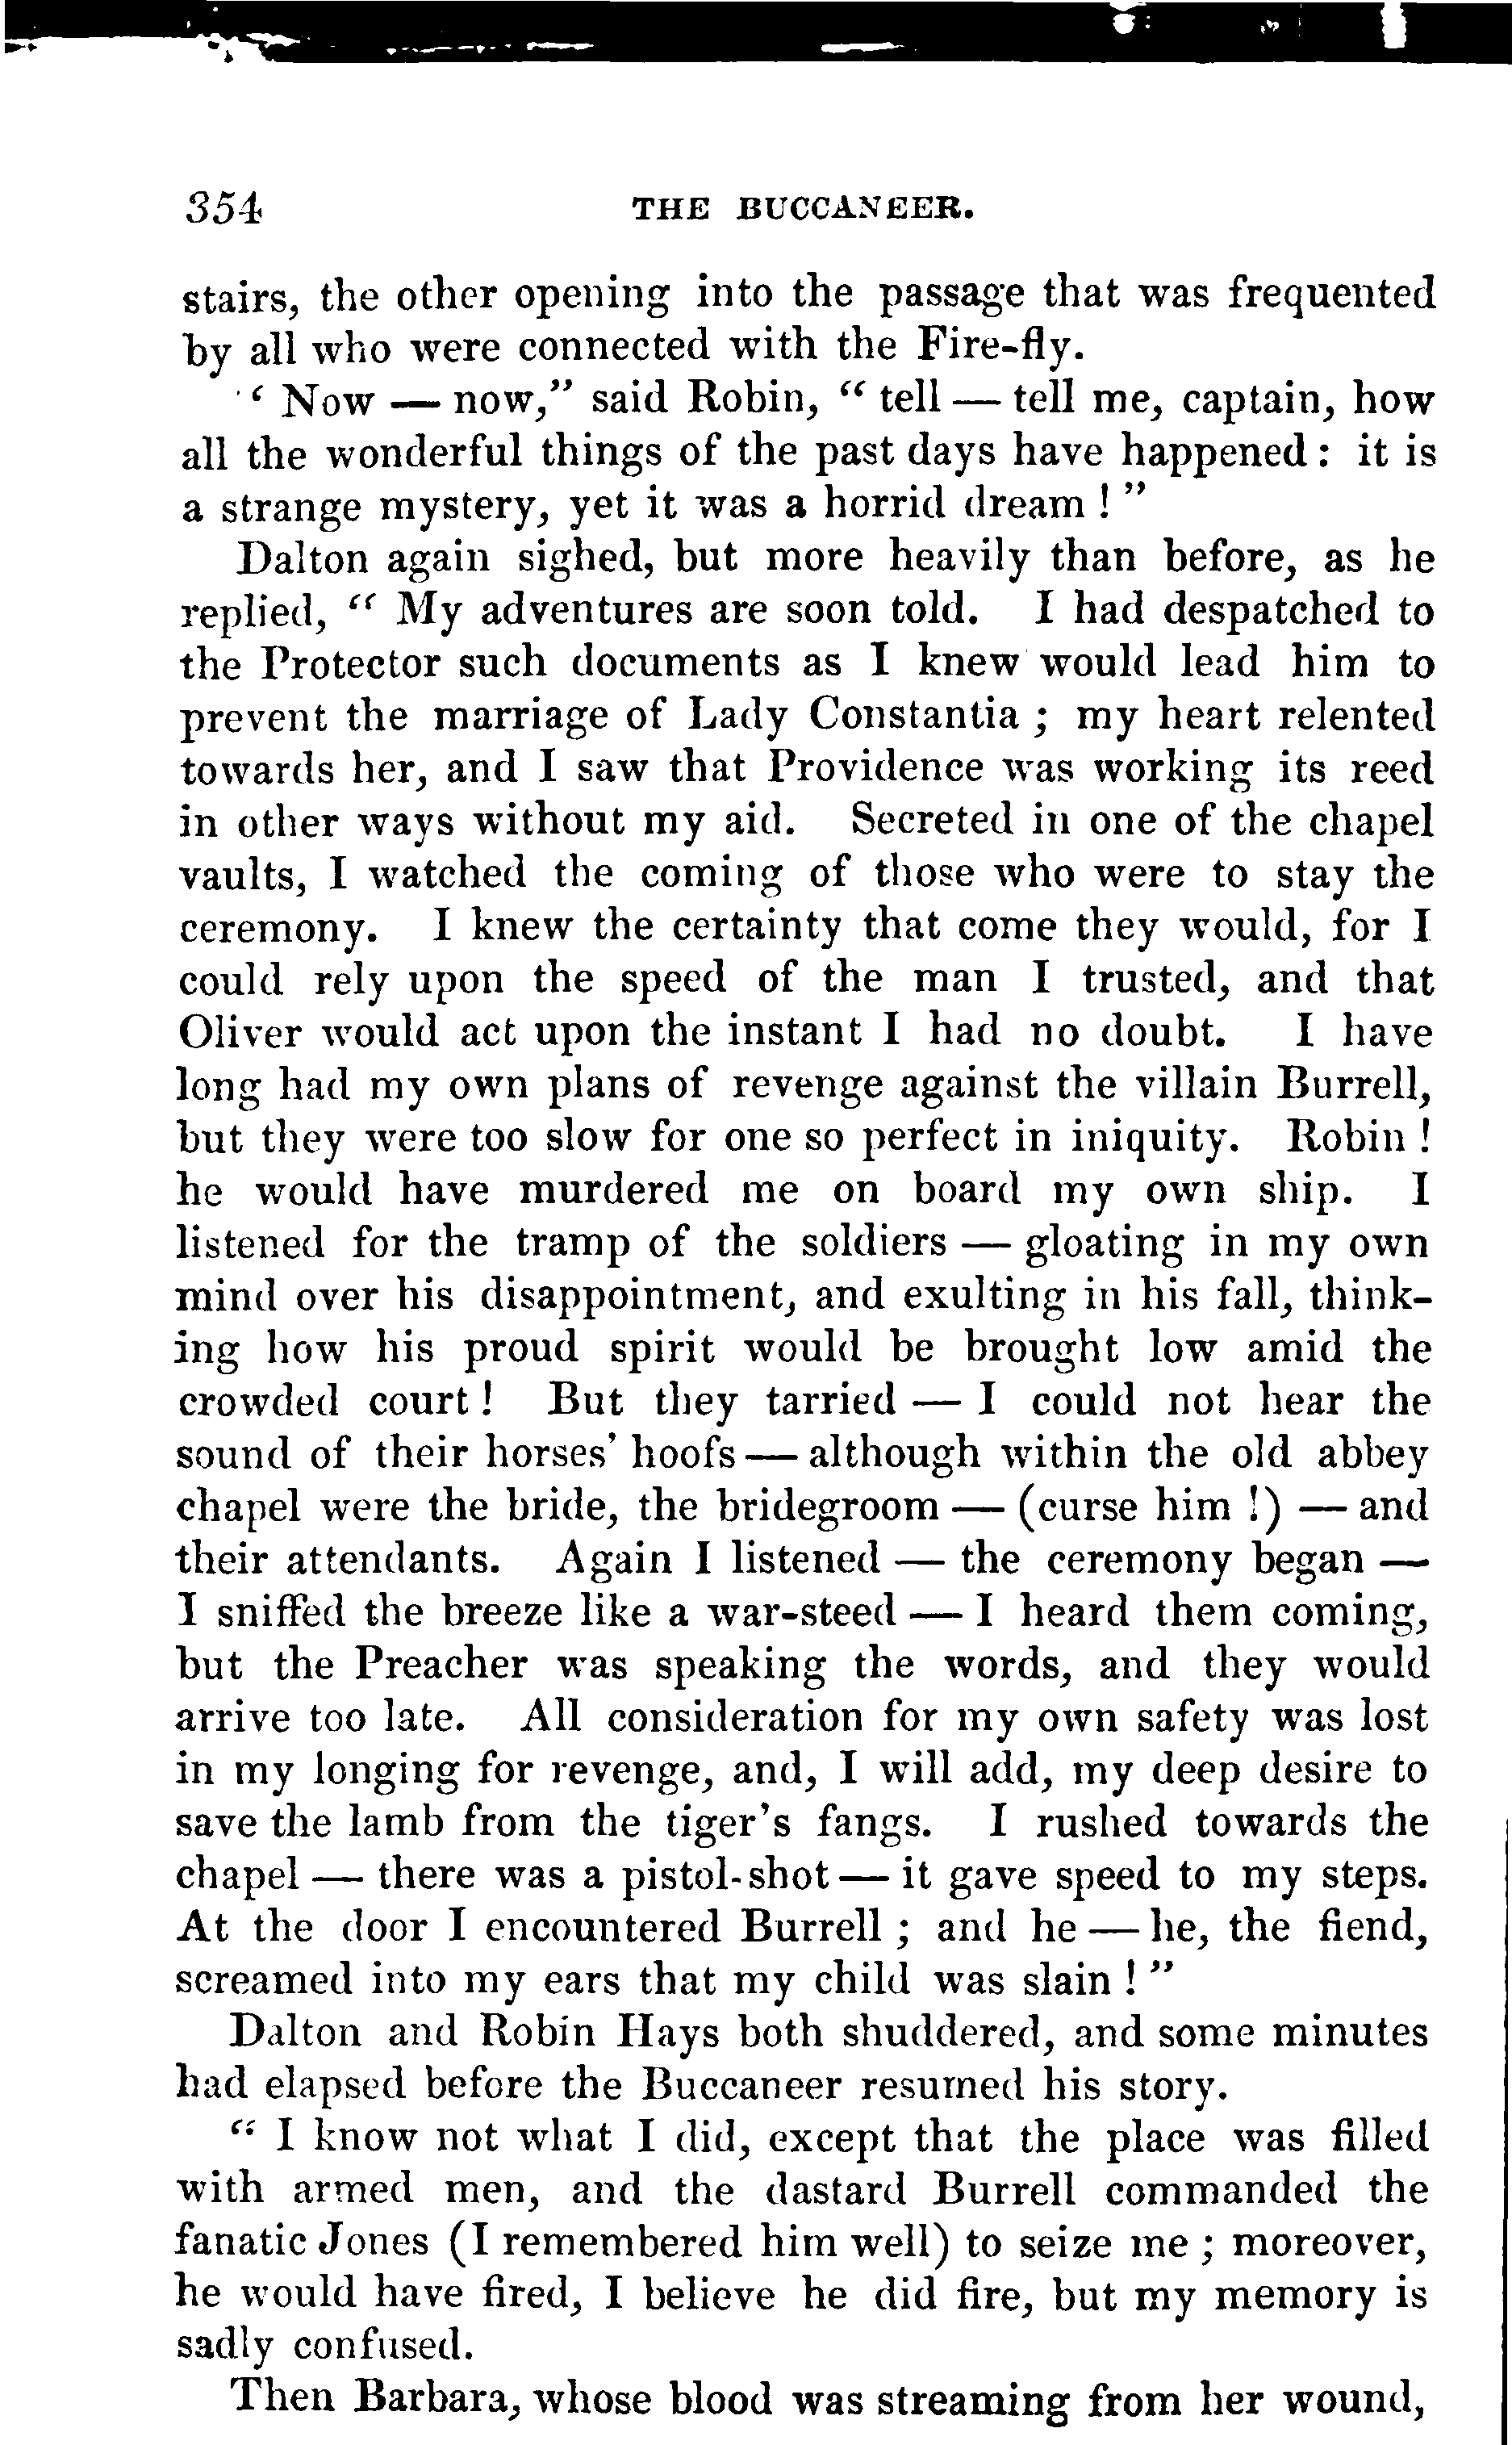 354 THE BUCCANEER.
stairs, the other opening into the passage that was frequented
by all who were connected with the Fire-fly.
‘ Now — now,” said Robin, “ tell — tell me, captain, how
all the wonderful things of the past days have happened : it is
a strange mystery, yet it was a horrid dream ! ”
Dalton again sighed, but more heavily than before, as he
replied, “ My adventures are soon told. I had despatched to
the Protector such documents as I knew would lead him to
prevent the marriage of Lady Constantia ; my heart relented
towards her, and I saw that Providence was working its reed
in other ways without my aid. Secreted in one of the chapel
vaults, I watched the coming of those who were to stay the
ceremony. I knew the certainty that come they would, for I
could rely upon the speed of the man I trusted, and that
Oliver would act upon the instant I had no doubt. I have
long had my own plans of revenge against the villain Burrell,
but they were too slow for one so perfect in iniquity. Robin !
he would have murdered me on board my own ship. I
listened for the tramp of the soldiers — gloating in my own
mind over his disappointment, and exulting in his fall, think-
ing how his proud spirit would be brought low amid the
crowded court ! But they tarried — I could not hear the
sound of their horses’ hoofs — although within the old abbey
chapel were the bride, the bridegroom — (curse him !) — and
their attendants. Again I listened — the ceremony began —
I sniffed the breeze like a war-steed — I heard them coming,
but the Preacher was speaking the words, and they would
arrive too late. All consideration for my own safety was lost
in my longing for revenge, and, I will add, my deep desire to
save the lamb from the tiger’s fangs. I rushed towards the
chapel — there was a pistol-shot — it gave speed to my steps.
At the door I encountered Burrell ; and he — he, the fiend,
screamed into my ears that my child was slain ! ”
Dalton and Robin Hays both shuddered, and some minutes
had elapsed before the Buccaneer resumed his story.
“ I know not what I did, except that the place was filled
with armed men, and the dastard Burrell commanded the
fanatic Jones (I remembered him well) to seize me ; moreover,
he would have fired, I believe he did fire, but my memory is
sadly confused.
Then Barbara, whose blood was streaming from her wound,